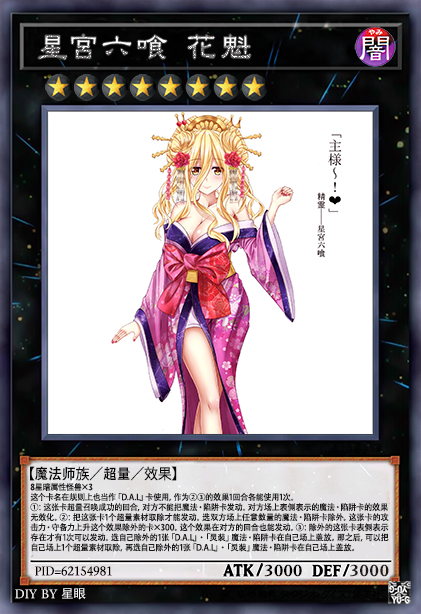 星宮六喰 花魁
やみ
闇
「主様～！❤」
精霊——星宮六喰
【魔法师族／超量／效果】
8星暗属性怪兽×3
这个卡名在规则上也当作「D.A.L」卡使用，作为②③的效果1回合各能使用1次。
①：这张卡超量召唤成功的回合，对方不能把魔法·陷阱卡发动，对方场上表侧表示的魔法·陷阱卡的效果
无效化。②：把这张卡1个超量素材取除才能发动。选双方场上任意数量的魔法·陷阱卡除外，这张卡的攻
击力·守备力上升这个效果除外的卡×300。这个效果在对方的回合也能发动。③：除外的这张卡表侧表示
存在才有1次可以发动。选自己除外的1张「D.A.L」·「灵装」魔法·陷阱卡在自己场上盖放。那之后，可以把
自己场上1个超量素材取除，再选自己除外的1张「D.A.L」·「灵装」魔法·陷阱卡在自己场上盖放。
PID=62154981
ATK/3000 DEF/3000
DIY BY 星眼